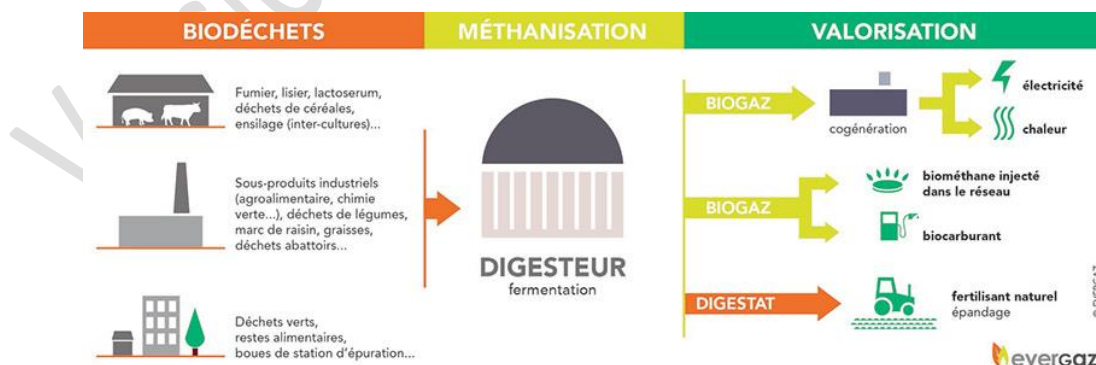 BIODÉCHETS
MÉTHANISATION
VALORISATION
Fumier, lisier, lactoserum,
déchets de céréales,
ensilage (inter-cultures)...
Sous-produits industriels
(agroalimentaire, chimie
verte...), déchets de légumes,
marc de raisin, graisses,
déchets abattoirs...
Déchets verts,
restes alimentaires,
boues de station d'épuration...
DIGESTEUR
fermentation
BIOGAZ
cogénération
électricité
chaleur
BIOGAZ
biométhane injecté
dans le réseau
biocarburant
DIGESTAT
fertilisant naturel
épandage
evergaz